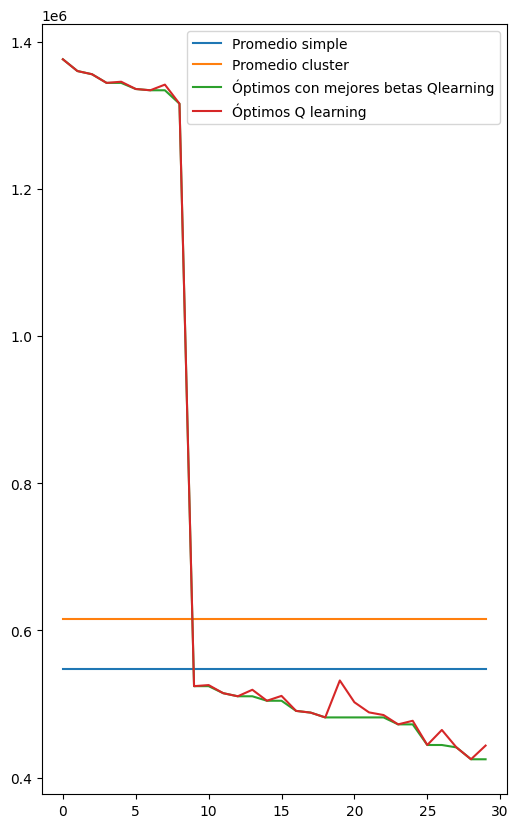 1e6
Promedio simple
Promedio cluster
Óptimos con mejores betas Qlearning
Óptimos Q learning
1.4
1.2
1.0
0.8
0.6
0.4
0 5 10 15 20 25 30